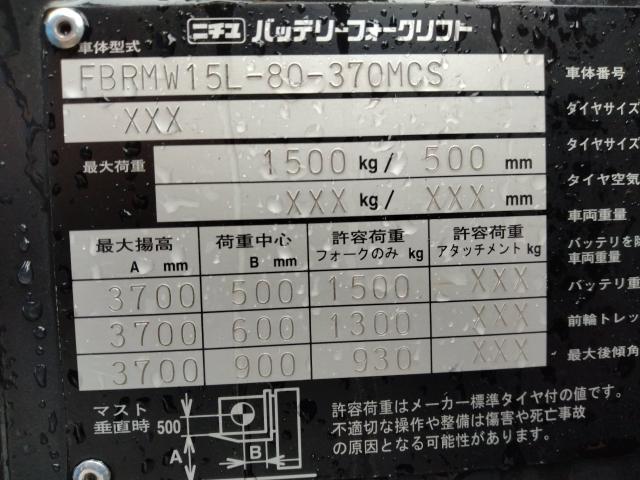 ニチユ バッテリーフォークリフト
車体型式
FBRMW15L-80-370MCS
車体番号
XXX
タイヤサイズ
最大荷重 1500 kg/ 500 mm
タイヤサイズ
XXX kg/ XXX mm
タイヤ空気
車両重量
最大揚高 荷重中心 許容荷重 許容荷重
A mm B mm フォークのみ kg アタッチメント kg
バッテリを除
車両重量
3700 500 1500 -XXX
バッテリ重
3700 600 1300 XXX
前輪トレッ
3700 900 930 XXX
最大後傾角
マスト
垂直時 500
A B
許容荷重はメーカー標準タイヤ付の値です。
不適切な操作や整備は傷害や死亡事故
の原因となる可能性があります。